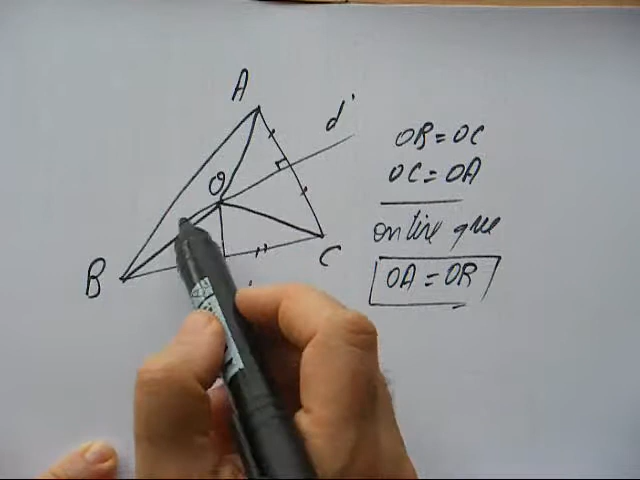 A
d'
O
B
C
OB = OC
OC = OA
on tire que
OA = OB